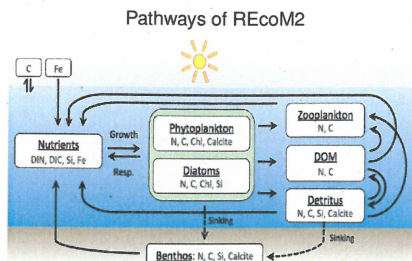 Pathways of REcoM2
C
Fe
Nutrients
DIN, DIC, Si, Fe
Growth
Resp.
Phytoplankton
N, C, Chl, Calcite
Diatoms
N, C, Chl, Si
Zooplankton
N, C
DOM
N, C
Detritus
N, C, Si, Calcite
Sinking
Sinking
Benthos: N, C, Si, Calcite